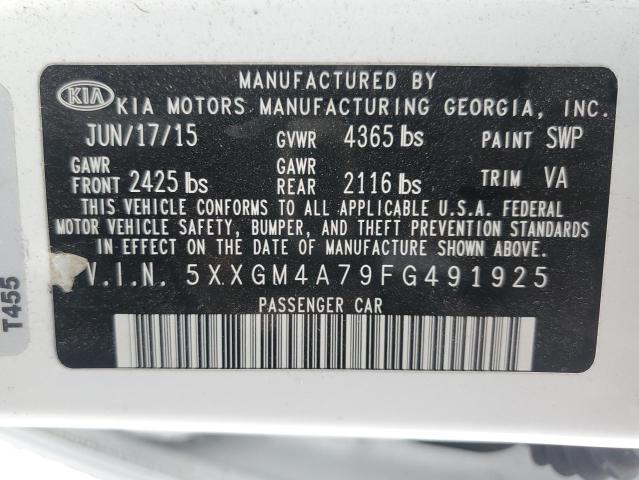 MANUFACTURED BY
KIA KIA MOTORS MANUFACTURING GEORGIA, INC.
JUN/17/15 GVWR 4365 lbs PAINT SWP
GAWR FRONT 2425 lbs GAWR REAR 2116 lbs TRIM VA
THIS VEHICLE CONFORMS TO ALL APPLICABLE U.S.A. FEDERAL
MOTOR VEHICLE SAFETY, BUMPER, AND THEFT PREVENTION STANDARDS
IN EFFECT ON THE DATE OF MANUFACTURE SHOWN ABOVE.
V.I.N. 5XXGM4A79FG491925
PASSENGER CAR
T455